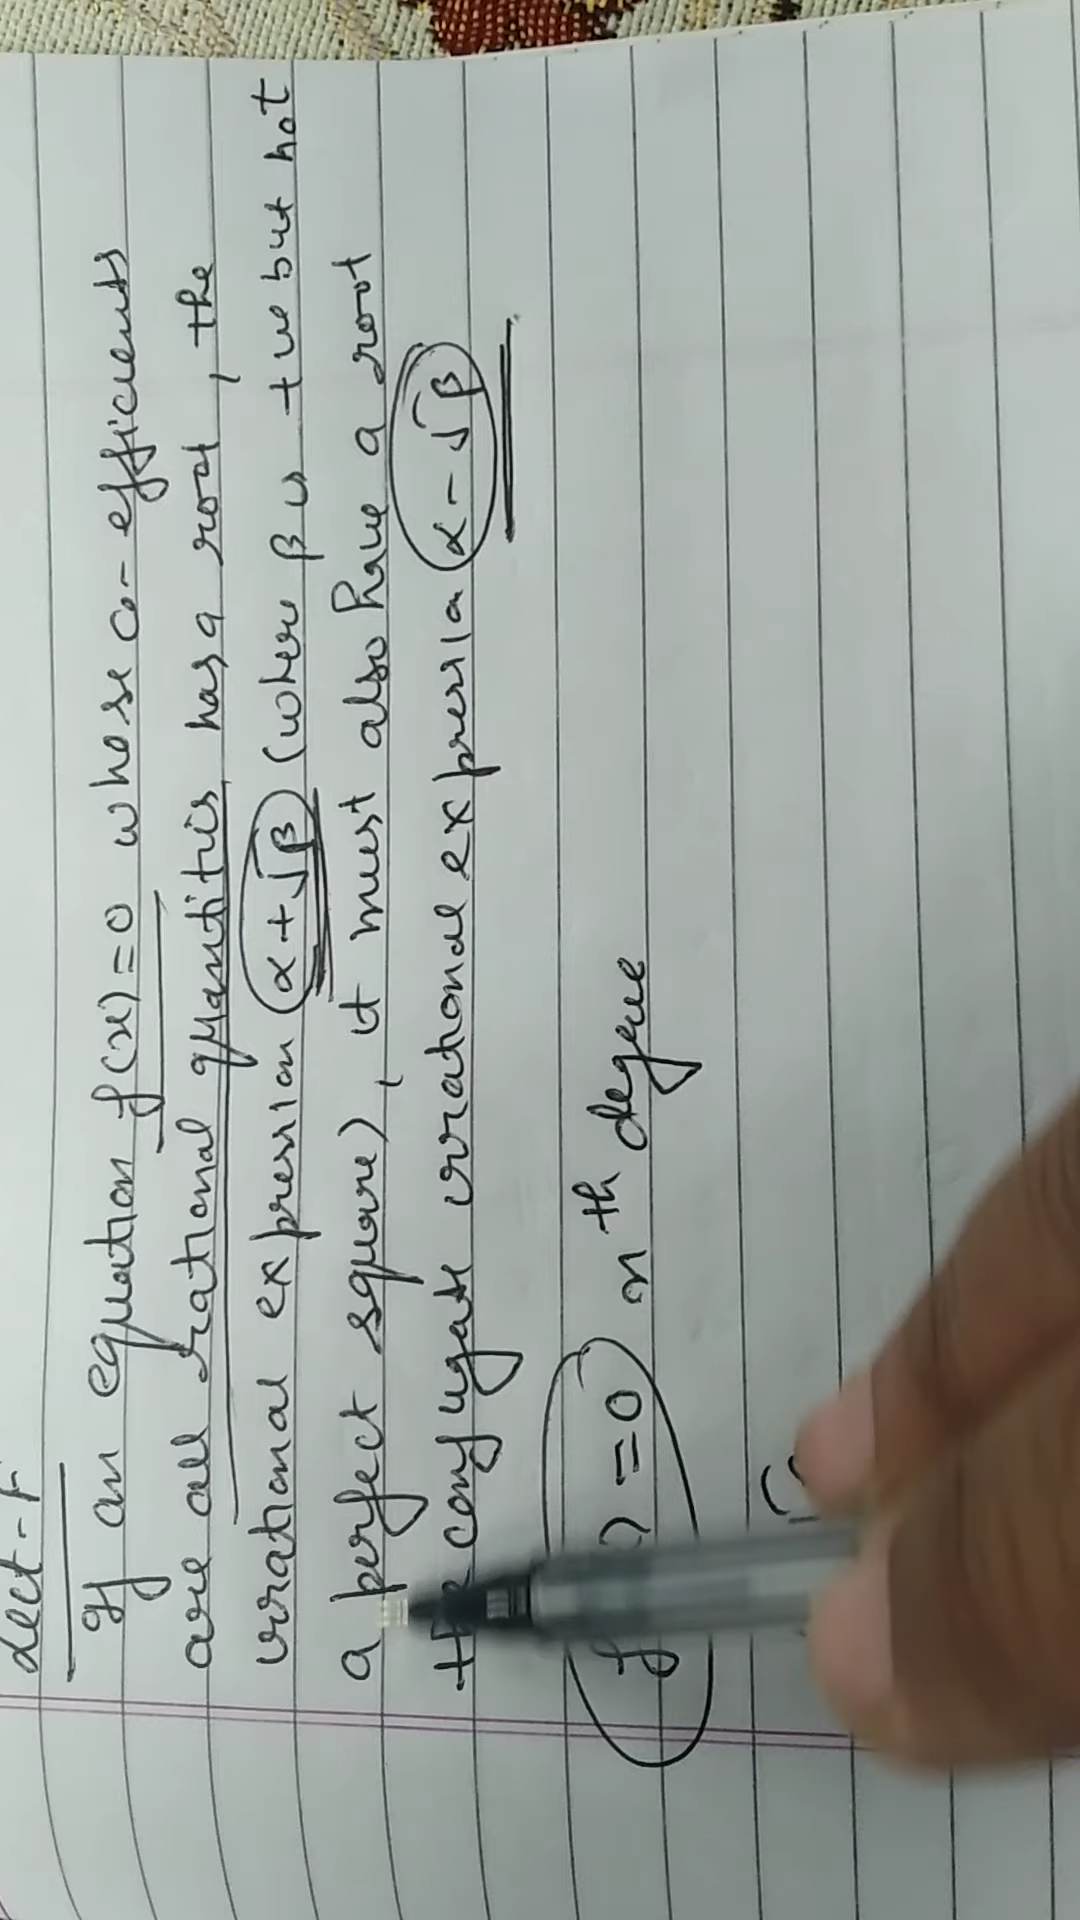 Lect - F
If an equation f(x) = 0 whose co-efficients
are all rational quantities, has a root, the
irrational expression α + √β (where β is +ve but not
a perfect square), it must also have a root
the conjugate irrational expression α - √β
f ) = 0 nth degree